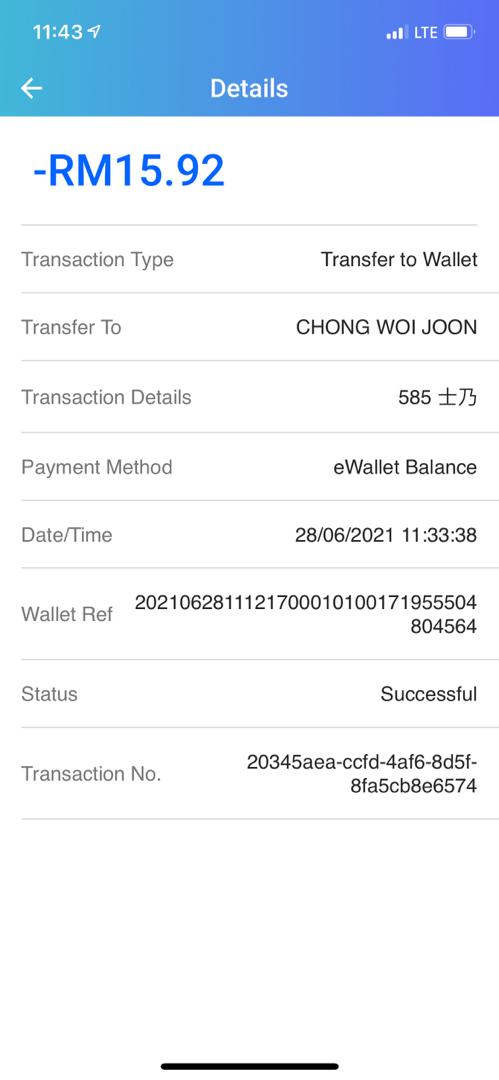 11:43
LTE
Details
-RM15.92
Transaction Type Transfer to Wallet
Transfer To CHONG WOI JOON
Transaction Details 585 士乃
Payment Method eWallet Balance
Date/Time 28/06/2021 11:33:38
Wallet Ref 20210628111217000010100171955504
804564
Status Successful
Transaction No. 20345aea-ccfd-4af6-8d5f-
8fa5cb8e6574